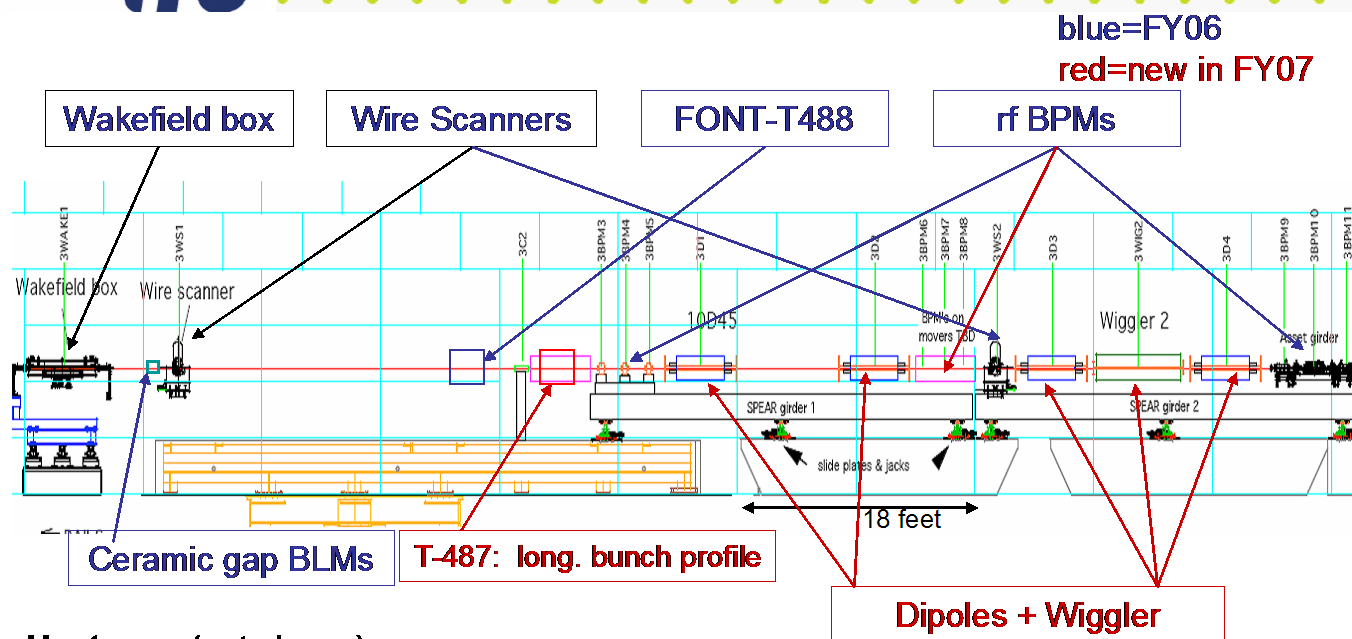 blue=FY06
red=new in FY07
Wakefield box
Wire Scanners
FONT-T488
rf BPMs
3WAKE1
3WS1
3C2
3BPM3
3BPM4
3BPM5
3D1
3BPM6
3BPM7
3BPM8
3WS2
3D3
3WIG2
3D4
3BPM9
3BPM10
3BPM11
Wakefield box
Wire scanner
10D45
BPM's on
movers TBD
Wiggler 2
Asset girder
SPEAR girder 1
SPEAR girder 2
slide plates & jacks
18 feet
Ceramic gap BLMs
T-487: long. bunch profile
Dipoles + Wiggler